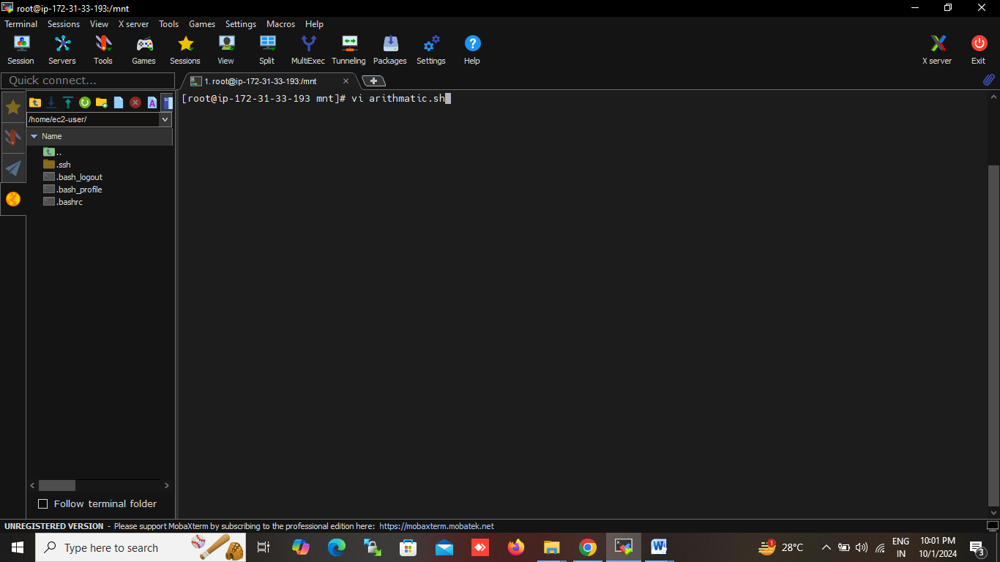 root@ip-172-31-33-193:/mnt
Terminal Sessions View X server Tools Games Settings Macros Help
Session Servers Tools Games Sessions View Split MultiExec Tunneling Packages Settings Help X server Exit
Quick connect...
1. root@ip-172-31-33-193:/mnt
[root@ip-172-31-33-193 mnt]# vi arithmatic.sh
/home/ec2-user/
Name
..
.ssh
.bash_logout
.bash_profile
.bashrc
Follow terminal folder
UNREGISTERED VERSION - Please support MobaXterm by subscribing to the professional edition here: https://mobaxterm.mobatek.net
Type here to search
1
28°C
ENG
IN
10:01 PM
10/1/2024
3